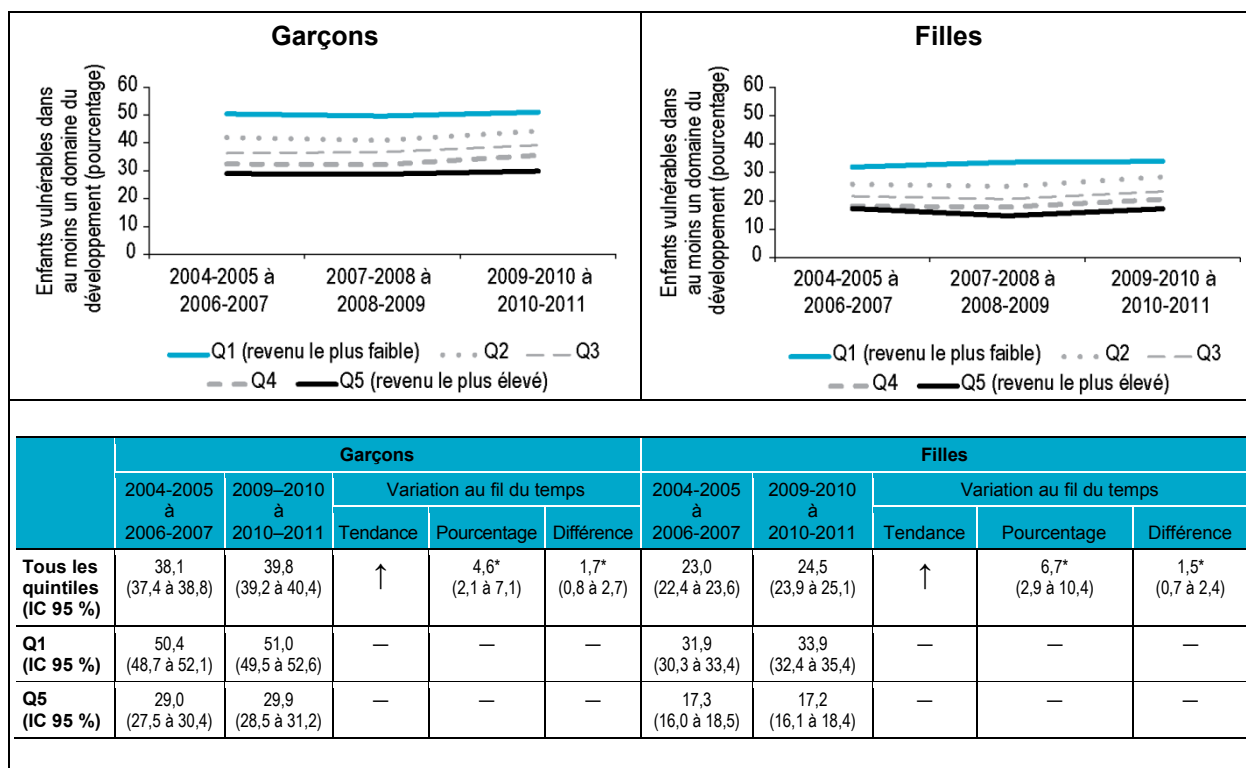 Garçons
Enfants vulnérables dans
au moins un domaine du
développement (pourcentage)
60
50
40
30
20
10
0
2004-2005 à
2006-2007
2007-2008 à
2008-2009
2009-2010 à
2010-2011
Q1 (revenu le plus faible) Q2 Q3
Q4 Q5 (revenu le plus élevé)
Filles
Enfants vulnérables dans
au moins un domaine du
développement (pourcentage)
60
50
40
30
20
10
0
2004-2005 à
2006-2007
2007-2008 à
2008-2009
2009-2010 à
2010-2011
Q1 (revenu le plus faible) Q2 Q3
Q4 Q5 (revenu le plus élevé)
Garçons Filles
2004-2005
à
2006-2007
2009–2010
à
2010–2011
Variation au fil du temps
Tendance Pourcentage Différence
2004-2005
à
2006-2007
2009-2010
à
2010-2011
Variation au fil du temps
Tendance Pourcentage Différence
Tous les
quintiles
(IC 95 %)
38,1 39,8 ↑ 4,6* 1,7* 23,0 24,5 ↑ 6,7* 1,5*
(37,4 à 38,8) (39,2 à 40,4) (2,1 à 7,1) (0,8 à 2,7) (22,4 à 23,6) (23,9 à 25,1) (2,9 à 10,4) (0,7 à 2,4)
Q1
(IC 95 %)
50,4 51,0 — — — 31,9 33,9 — — —
(48,7 à 52,1) (49,5 à 52,6) (30,3 à 33,4) (32,4 à 35,4)
Q5
(IC 95 %)
29,0 29,9 — — — 17,3 17,2 — — —
(27,5 à 30,4) (28,5 à 31,2) (16,0 à 18,5) (16,1 à 18,4)